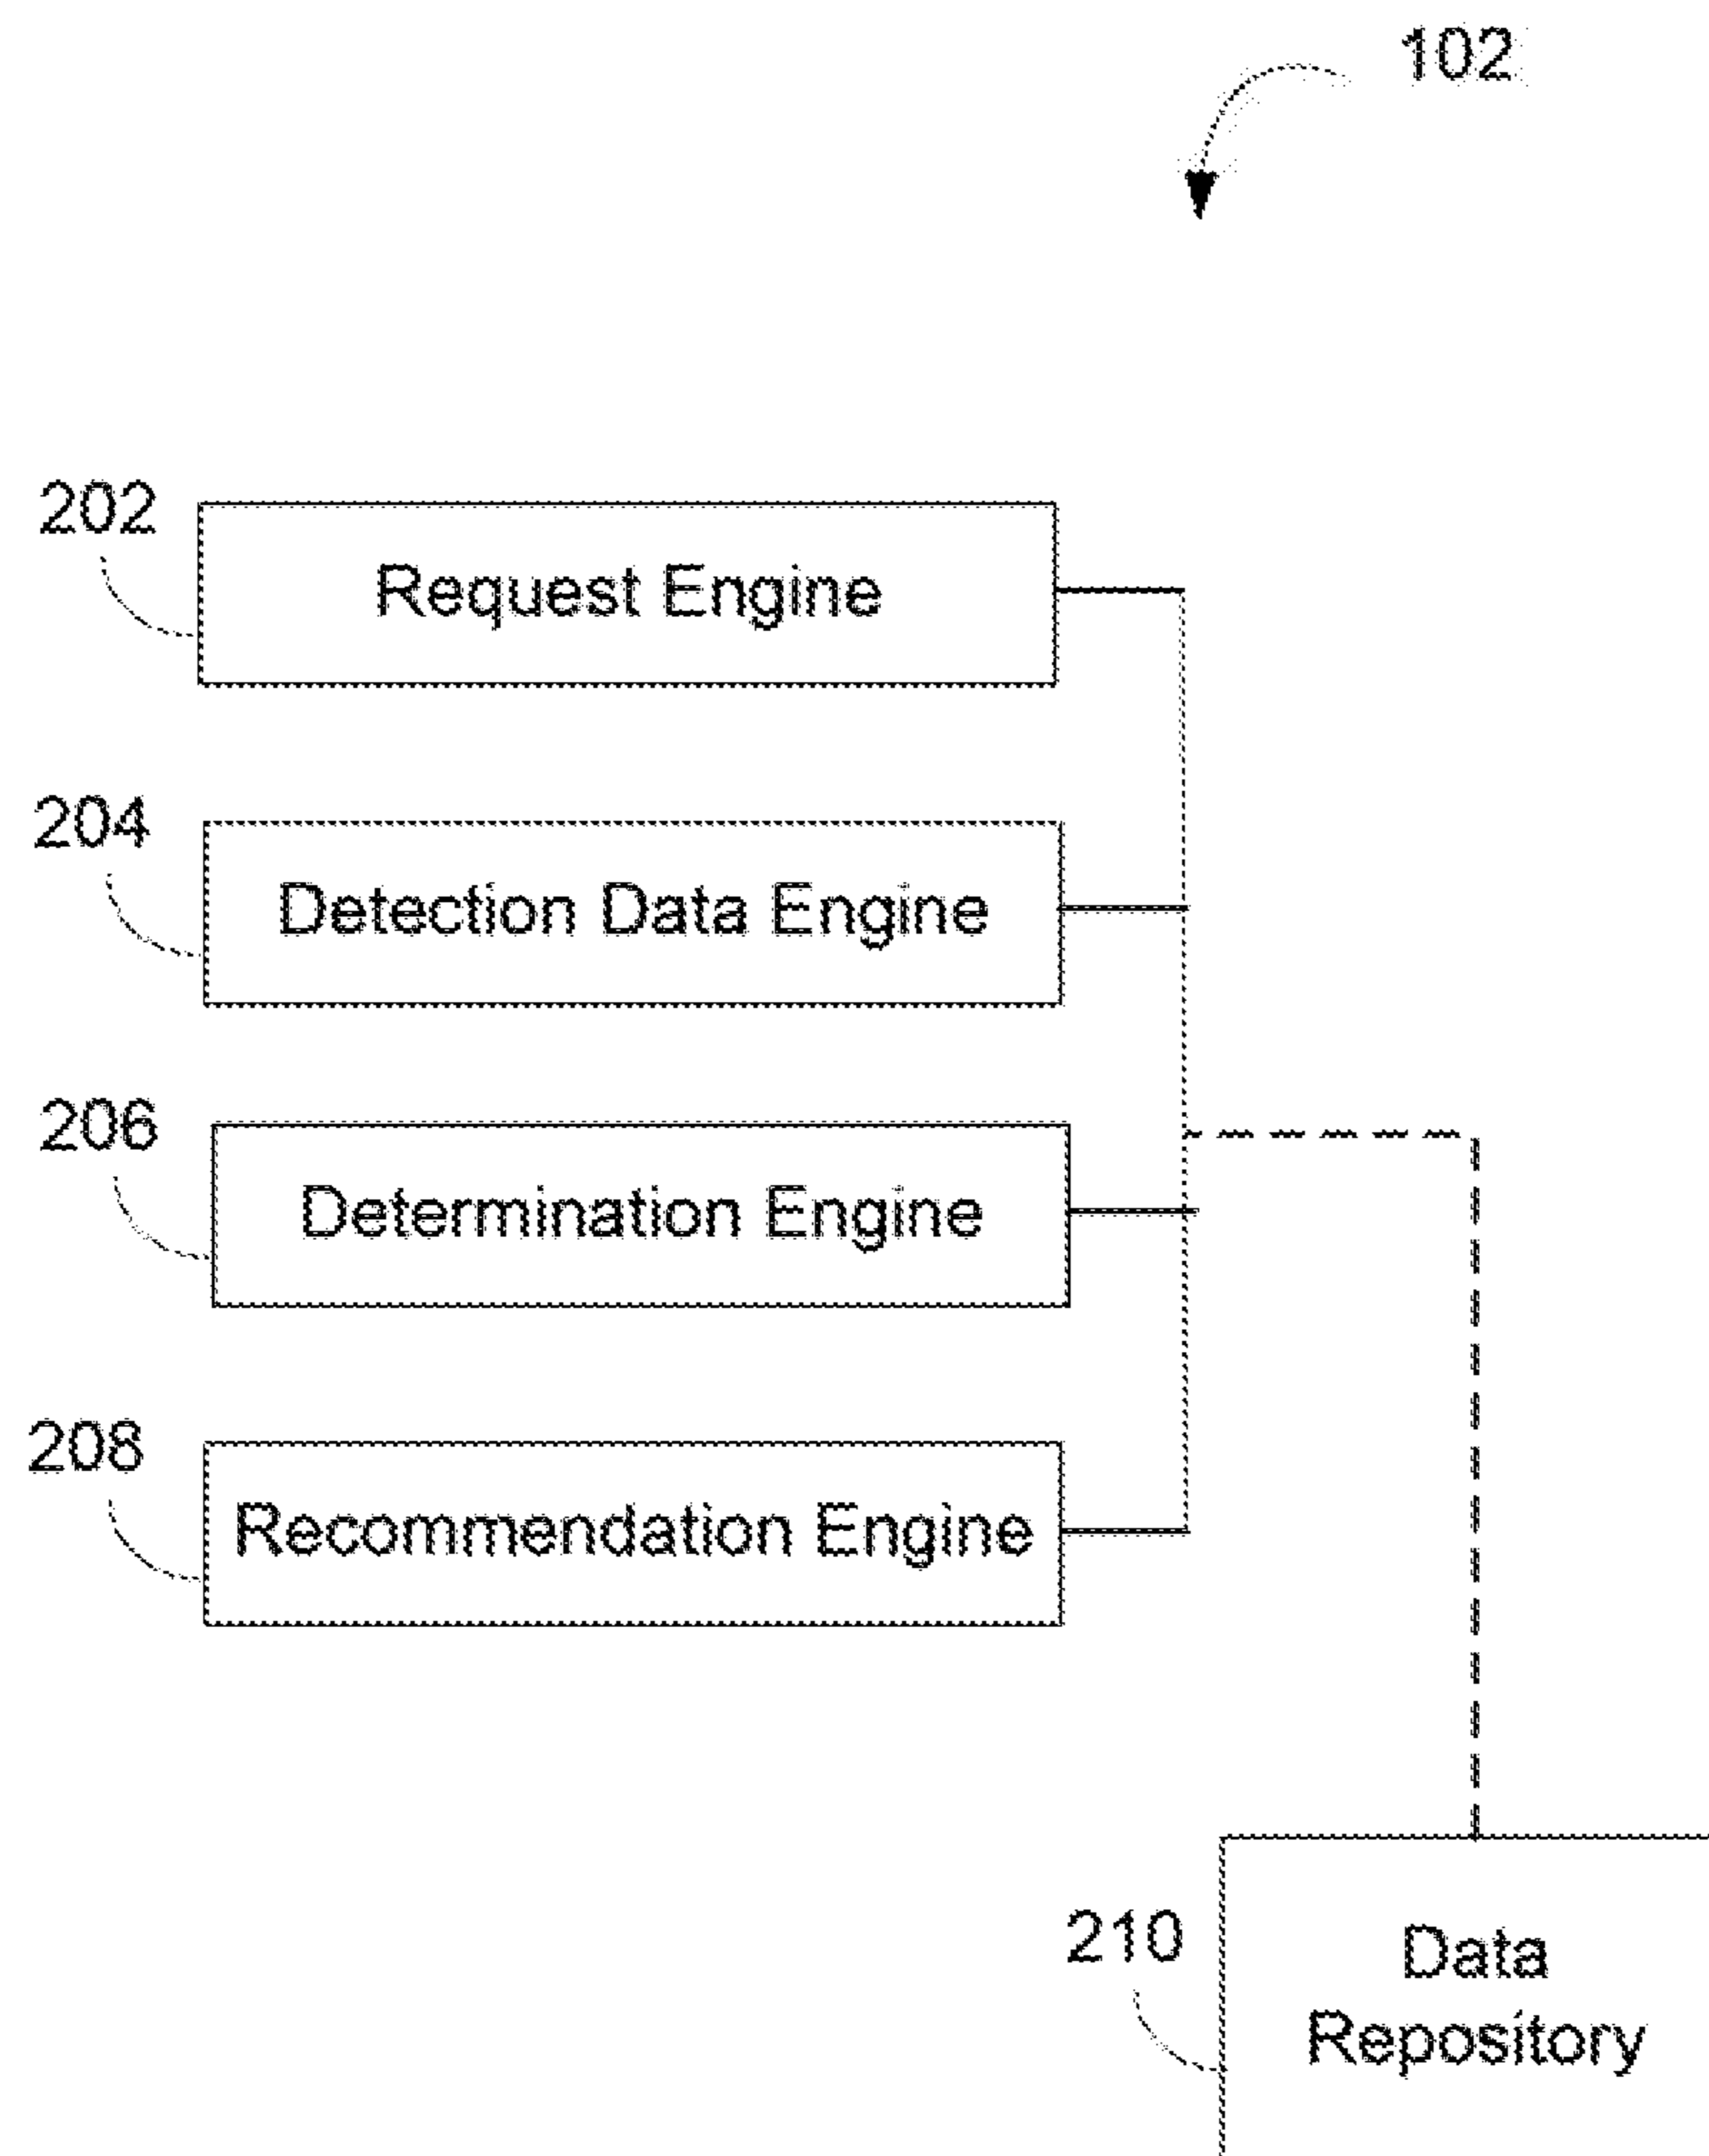 102
202
Request Engine
204
Detection Data Engine
206
Determination Engine
208
Recommendation Engine
210
Data
Repository